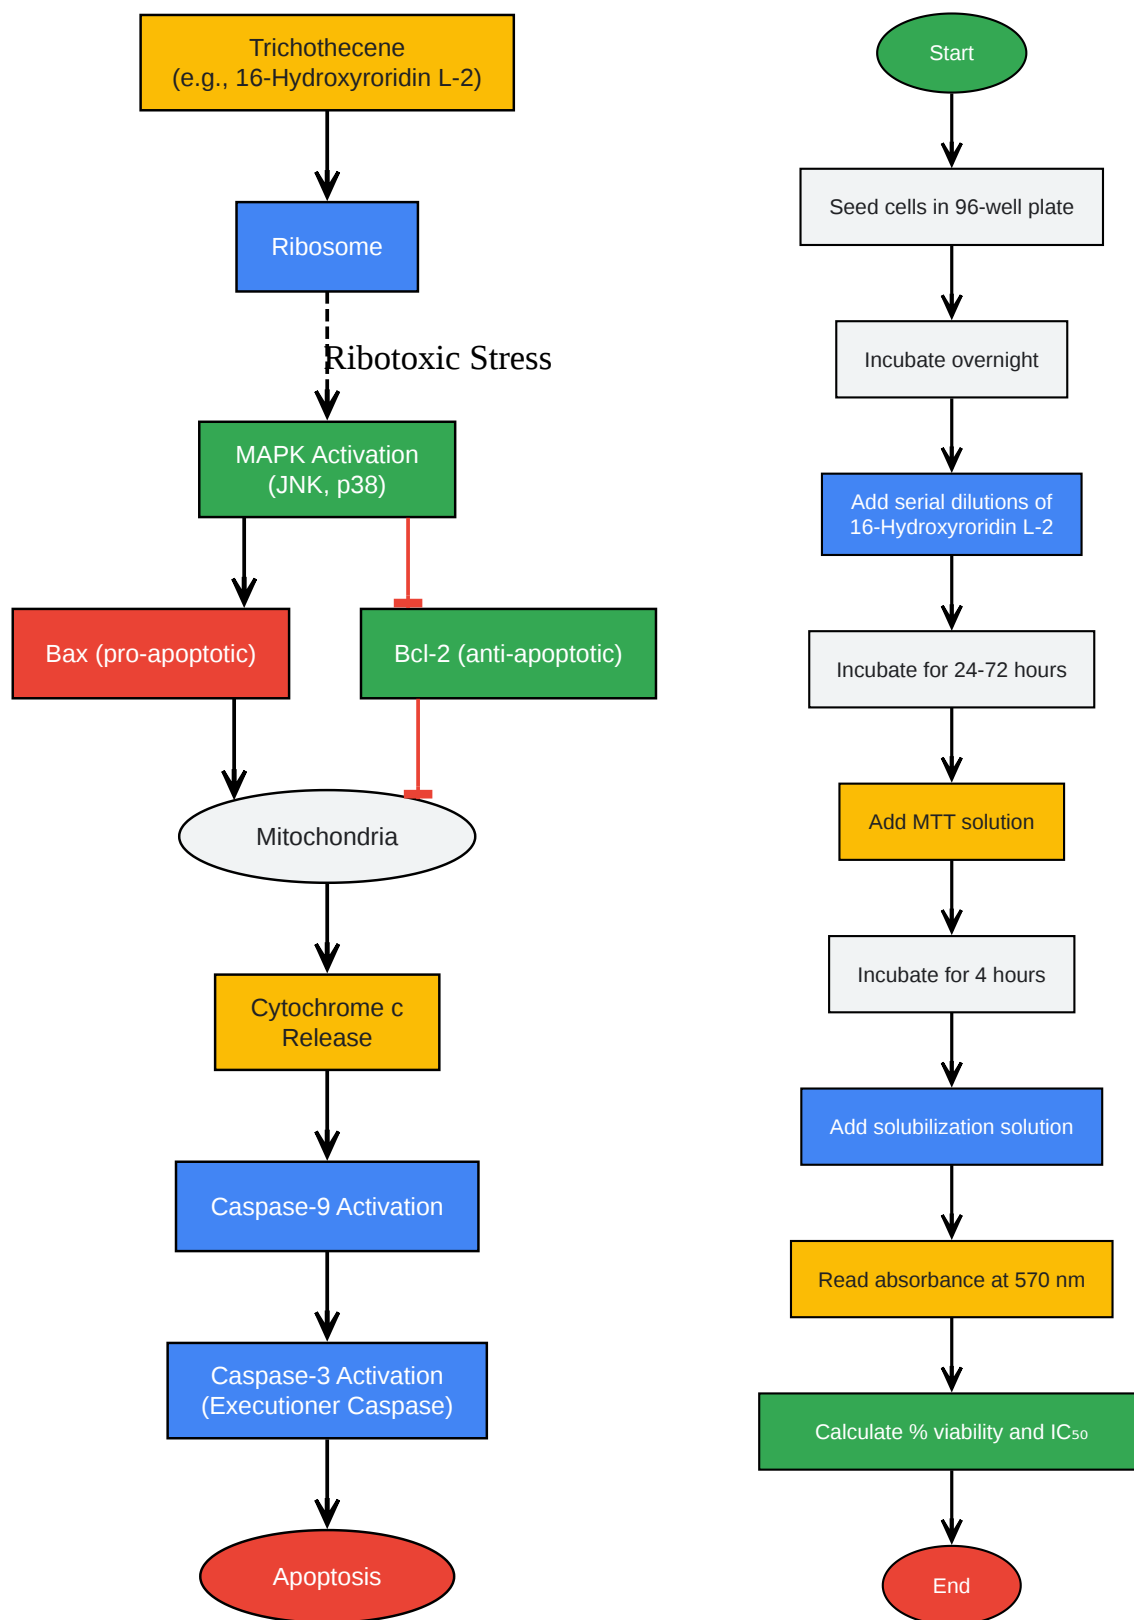 Trichothecene
(e.g., 16-Hydroxyroridin L-2)
Ribosome
Ribotoxic Stress
MAPK Activation
(JNK, p38)
Bax (pro-apoptotic)
Bcl-2 (anti-apoptotic)
Mitochondria
Cytochrome c
Release
Caspase-9 Activation
Caspase-3 Activation
(Executioner Caspase)
Apoptosis
Start
Seed cells in 96-well plate
Incubate overnight
Add serial dilutions of
16-Hydroxyroridin L-2
Incubate for 24-72 hours
Add MTT solution
Incubate for 4 hours
Add solubilization solution
Read absorbance at 570 nm
Calculate % viability and IC₅₀
End